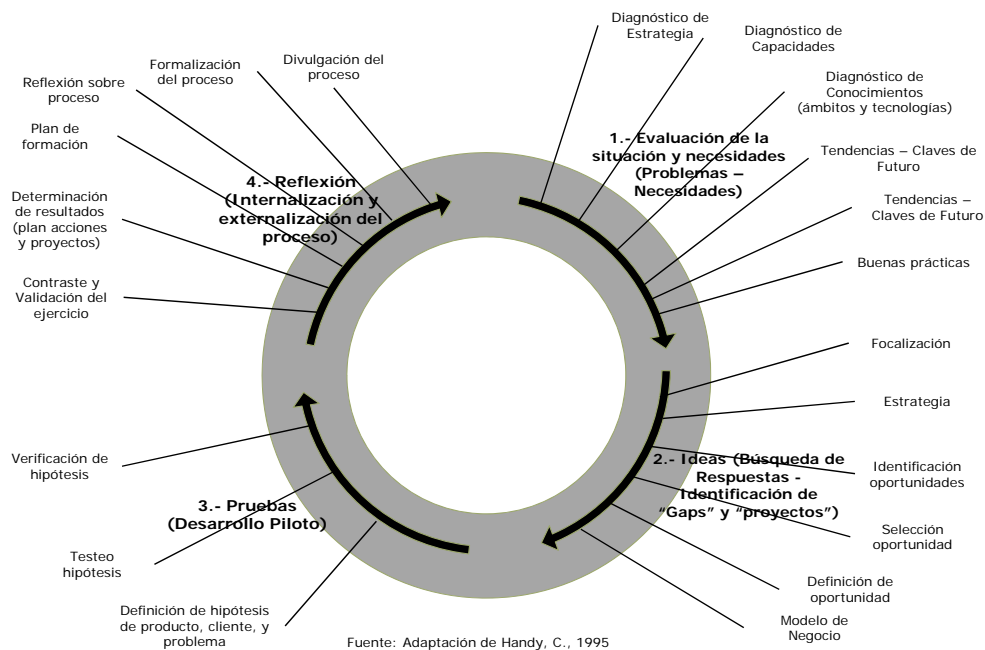 Diagnóstico de
Estrategia
Diagnóstico de
Capacidades
Diagnóstico de
Conocimientos
(ámbitos y tecnologías)
1.- Evaluación de la
situación y necesidades
(Problemas –
Necesidades)
Tendencias – Claves de
Futuro
Tendencias –
Claves de Futuro
Buenas prácticas
Focalización
Estrategia
2.- Ideas (Búsqueda de
Respuestas -
Identificación de
“Gaps” y “proyectos”)
Identificación
oportunidades
Selección
oportunidad
Definición de
oportunidad
Modelo de
Negocio
3.- Pruebas
(Desarrollo Piloto)
Definición de hipótesis
de producto, cliente, y
problema
Testeo
hipótesis
Verificación de
hipótesis
4.- Reflexión
(Internalización y
externalización del
proceso)
Contraste y
Validación del
ejercicio
Determinación
de resultados
(plan acciones
y proyectos)
Plan de
formación
Reflexión sobre
proceso
Formalización
del proceso
Divulgación del
proceso
Fuente: Adaptación de Handy, C., 1995